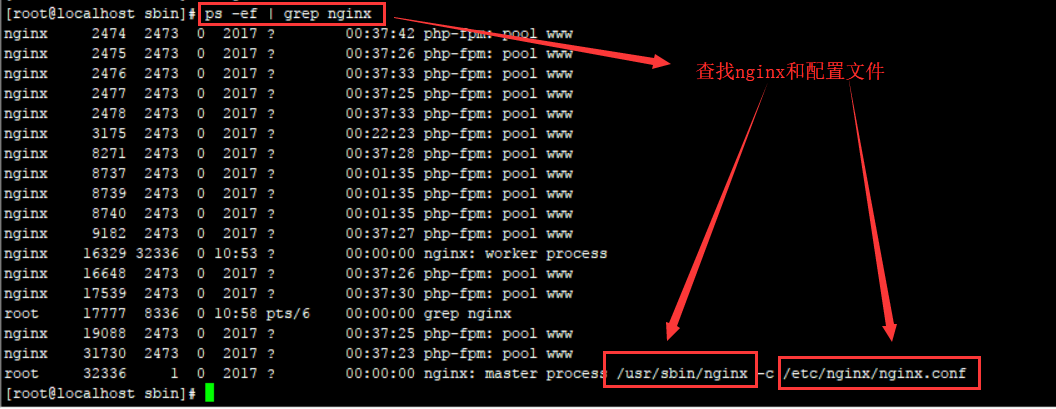 [root@localhost sbin]# ps -ef | grep nginx
nginx 2474 2473 0 2017 ? 00:37:42 php-fpm: pool www
nginx 2475 2473 0 2017 ? 00:37:26 php-fpm: pool www
nginx 2476 2473 0 2017 ? 00:37:33 php-fpm: pool www
查找nginx和配置文件
nginx 2477 2473 0 2017 ? 00:37:25 php-fpm: pool www
nginx 2478 2473 0 2017 ? 00:37:33 php-fpm: pool www
nginx 3175 2473 0 2017 ? 00:22:23 php-fpm: pool www
nginx 8271 2473 0 2017 ? 00:37:28 php-fpm: pool www
nginx 8737 2473 0 2017 ? 00:01:35 php-fpm: pool www
nginx 8739 2473 0 2017 ? 00:01:35 php-fpm: pool www
nginx 8740 2473 0 2017 ? 00:01:35 php-fpm: pool www
nginx 9182 2473 0 2017 ? 00:37:27 php-fpm: pool www
nginx 16329 32336 0 10:53 ? 00:00:00 nginx: worker process
nginx 16648 2473 0 2017 ? 00:37:26 php-fpm: pool www
nginx 17539 2473 0 2017 ? 00:37:30 php-fpm: pool www
root 17777 8336 0 10:58 pts/6 00:00:00 grep nginx
nginx 19088 2473 0 2017 ? 00:37:25 php-fpm: pool www
nginx 31730 2473 0 2017 ? 00:37:23 php-fpm: pool www
root 32336 1 0 2017 ? 00:00:00 nginx: master process /usr/sbin/nginx -c /etc/nginx/nginx.conf
[root@localhost sbin]#